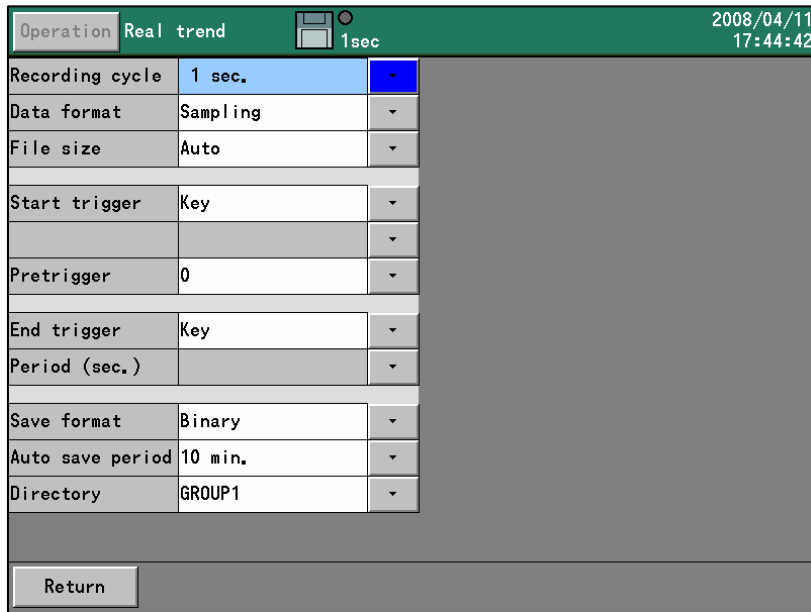 Operation Real trend 1sec 2008/04/11
17:44:42
Recording cycle 1 sec.
Data format Sampling
File size Auto
Start trigger Key
Pretrigger 0
End trigger Key
Period (sec.)
Save format Binary
Auto save period 10 min.
Directory GROUP1
Return